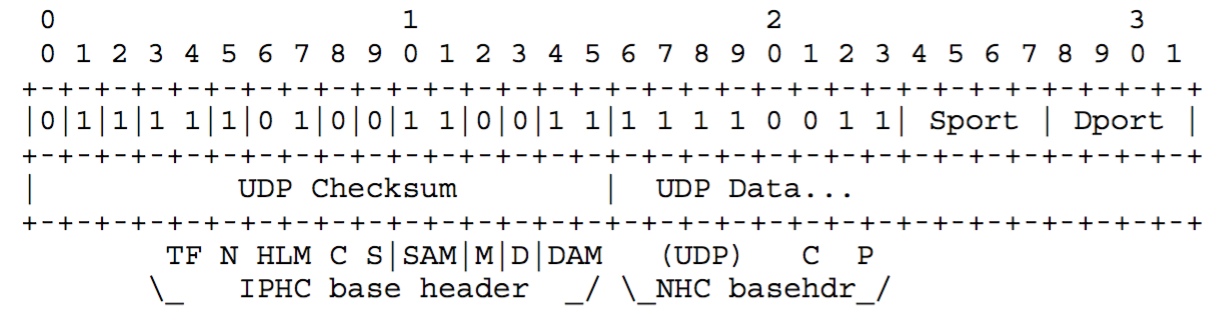 0                   1                   2                   3
 0 1 2 3 4 5 6 7 8 9 0 1 2 3 4 5 6 7 8 9 0 1 2 3 4 5 6 7 8 9 0 1
+-+-+-+-+-+-+-+-+-+-+-+-+-+-+-+-+-+-+-+-+-+-+-+-+-+-+-+-+-+-+-+-+
|0|1|1|1 1|1|0 1|0|0|1 1|0|0|1 1|1 1 1 1 0 0 1 1| Sport | Dport |
+-+-+-+-+-+-+-+-+-+-+-+-+-+-+-+-+-+-+-+-+-+-+-+-+-+-+-+-+-+-+-+-+
|           UDP Checksum        |  UDP Data...
+-+-+-+-+-+-+-+-+-+-+-+-+-+-+-+-+-+-+-+-+-+-+-+-+-+-+-+-+-+-+-+-+
        TF N HLM C S|SAM|M|D|DAM   (UDP)   C  P
       \_   IPHC base header  _/ \_NHC basehdr_/